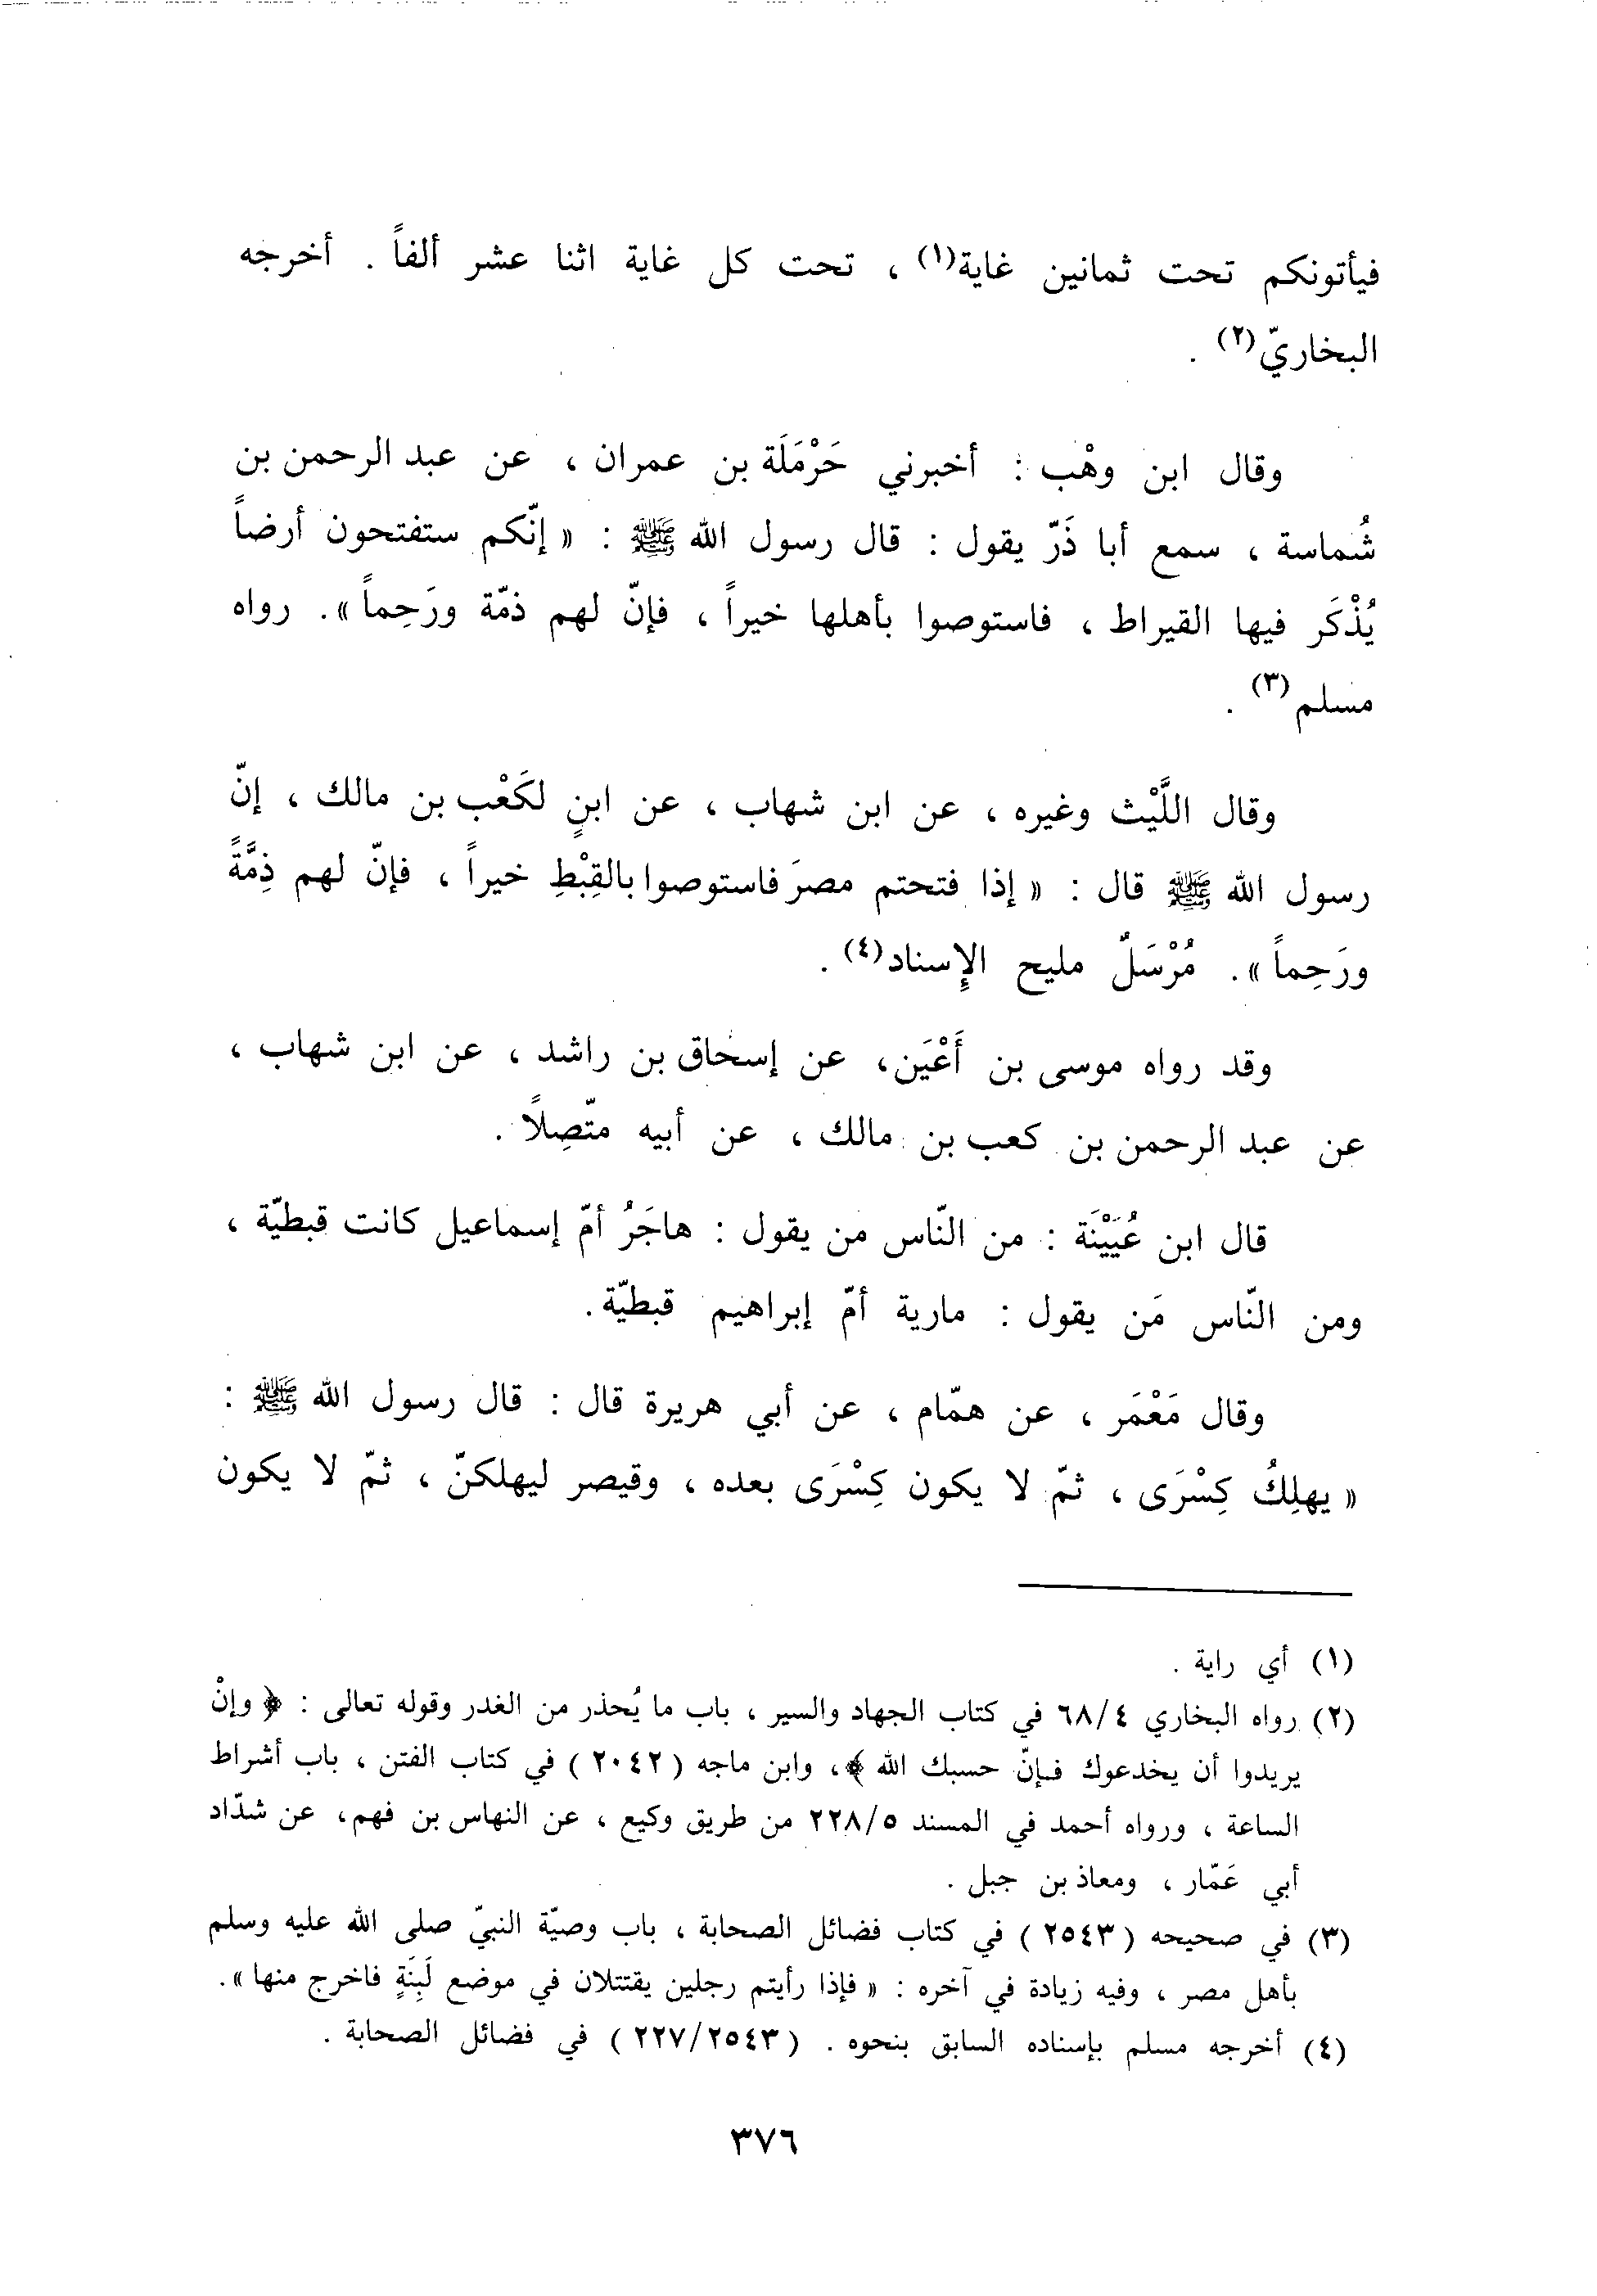 فيأتونكم تحت ثمانين غاية(١) ، تحت كل غاية اثنا عشر ألفاً . أخرجه
البخاريّ(٢) .
وقال ابن وهْب : أخبرني حَرْمَلَة بن عمران ، عن عبد الرحمن بن
شُماسة ، سمع أبا ذَرّ يقول : قال رسول الله ﷺ : « إنّكم ستفتحون أرضاً
يُذْكَر فيها القيراط ، فاستوصوا بأهلها خيراً ، فإنّ لهم ذمّة ورَحِماً ». رواه
مسلم(٣) .
وقال اللَّيْث وغيره ، عن ابن شهاب ، عن ابنٍ لكَعْب بن مالك ، إنّ
رسول الله ﷺ قال : « إذا فتحتم مصرَ فاستوصوا بالقِبْطِ خيراً ، فإنّ لهم ذِمَّةً
ورَحِماً ». مُرْسَلٌ مليح الإِسناد(٤) .
وقد رواه موسى بن أَعْيَن، عن إسحاق بن راشد ، عن ابن شهاب ،
عن عبد الرحمن بن كعب بن مالك ، عن أبيه متّصِلاً .
قال ابن عُيَيْنَة : من النّاس من يقول : هاجَرُ أمّ إسماعيل كانت قبطيّة ،
ومن النّاس مَن يقول : مارية أمّ إبراهيم قبطيّة .
وقال مَعْمَر ، عن همّام ، عن أبي هريرة قال : قال رسول الله ﷺ :
« يهلِكُ كِسْرَى ، ثمّ لا يكون كِسْرَى بعده ، وقيصر ليهلكنّ ، ثمّ لا يكون
(١) أي راية .
(٢) رواه البخاري ٦٨/٤ في كتاب الجهاد والسير ، باب ما يُحذر من الغدر وقوله تعالى : ﴿ وإنْ
يريدوا أن يخدعوك فإنّ حسبك الله ﴾، وابن ماجه ( ٢٠٤٢ ) في كتاب الفتن ، باب أشراط
الساعة ، ورواه أحمد في المسند ٢٢٨/٥ من طريق وكيع ، عن النهاس بن فهم، عن شدّاد
أبي عَمّار ، ومعاذ بن جبل .
(٣) في صحيحه ( ٢٥٤٣ ) في كتاب فضائل الصحابة ، باب وصيّة النبيّ صلى الله عليه وسلم
بأهل مصر ، وفيه زيادة في آخره : « فإذا رأيتم رجلين يقتتلان في موضع لَبِنَةٍ فاخرج منها ».
(٤) أخرجه مسلم بإسناده السابق بنحوه . ( ٢٢٧/٢٥٤٣ ) في فضائل الصحابة .
٣٧٦